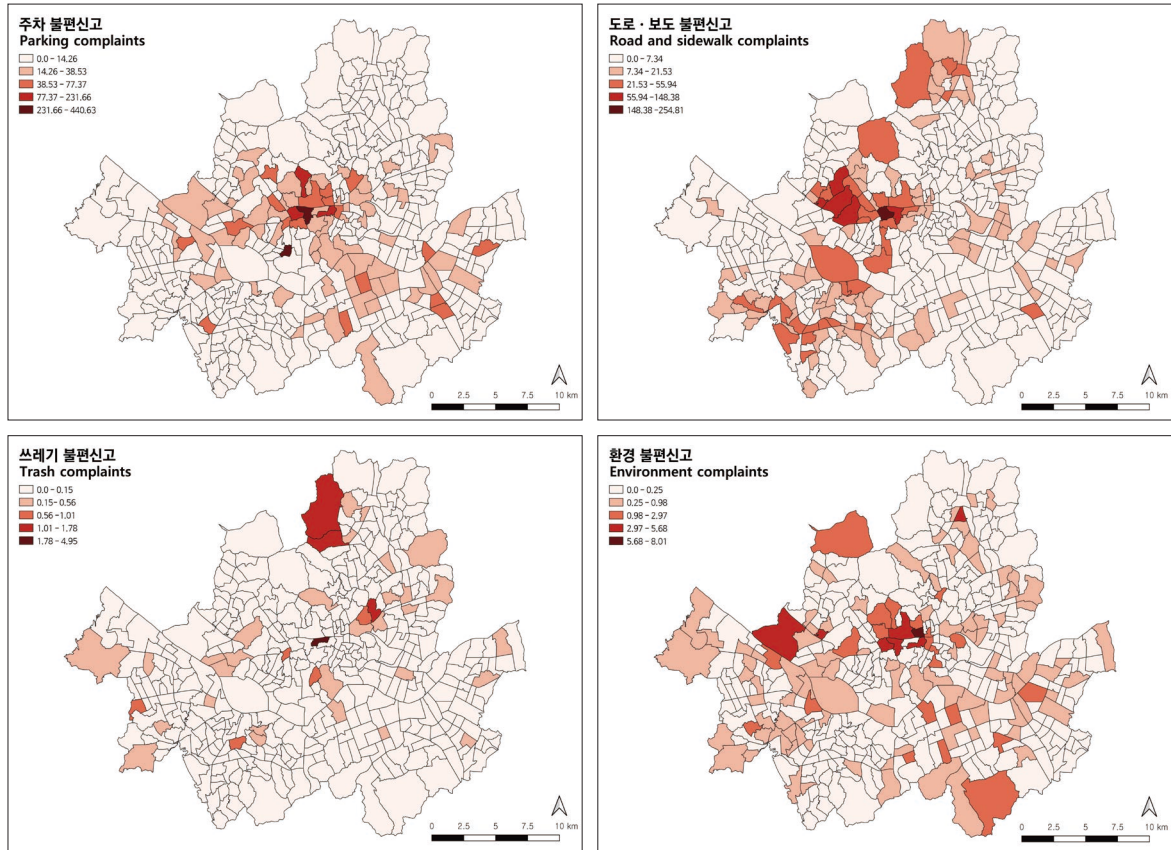 주차 불편신고
Parking complaints
0.0 – 14.26
14.26 – 38.53
38.53 – 77.37
77.37 – 231.66
231.66 – 440.63
0 2.5 5 7.5 10 km
도로 · 보도 불편신고
Road and sidewalk complaints
0.0 – 7.34
7.34 – 21.53
21.53 – 55.94
55.94 – 148.38
148.38 – 254.81
0 2.5 5 7.5 10 km
쓰레기 불편신고
Trash complaints
0.0 – 0.15
0.15 – 0.56
0.56 – 1.01
1.01 – 1.78
1.78 – 4.95
0 2.5 5 7.5 10 km
환경 불편신고
Environment complaints
0.0 – 0.25
0.25 – 0.98
0.98 – 2.97
2.97 – 5.68
5.68 – 8.01
0 2.5 5 7.5 10 km